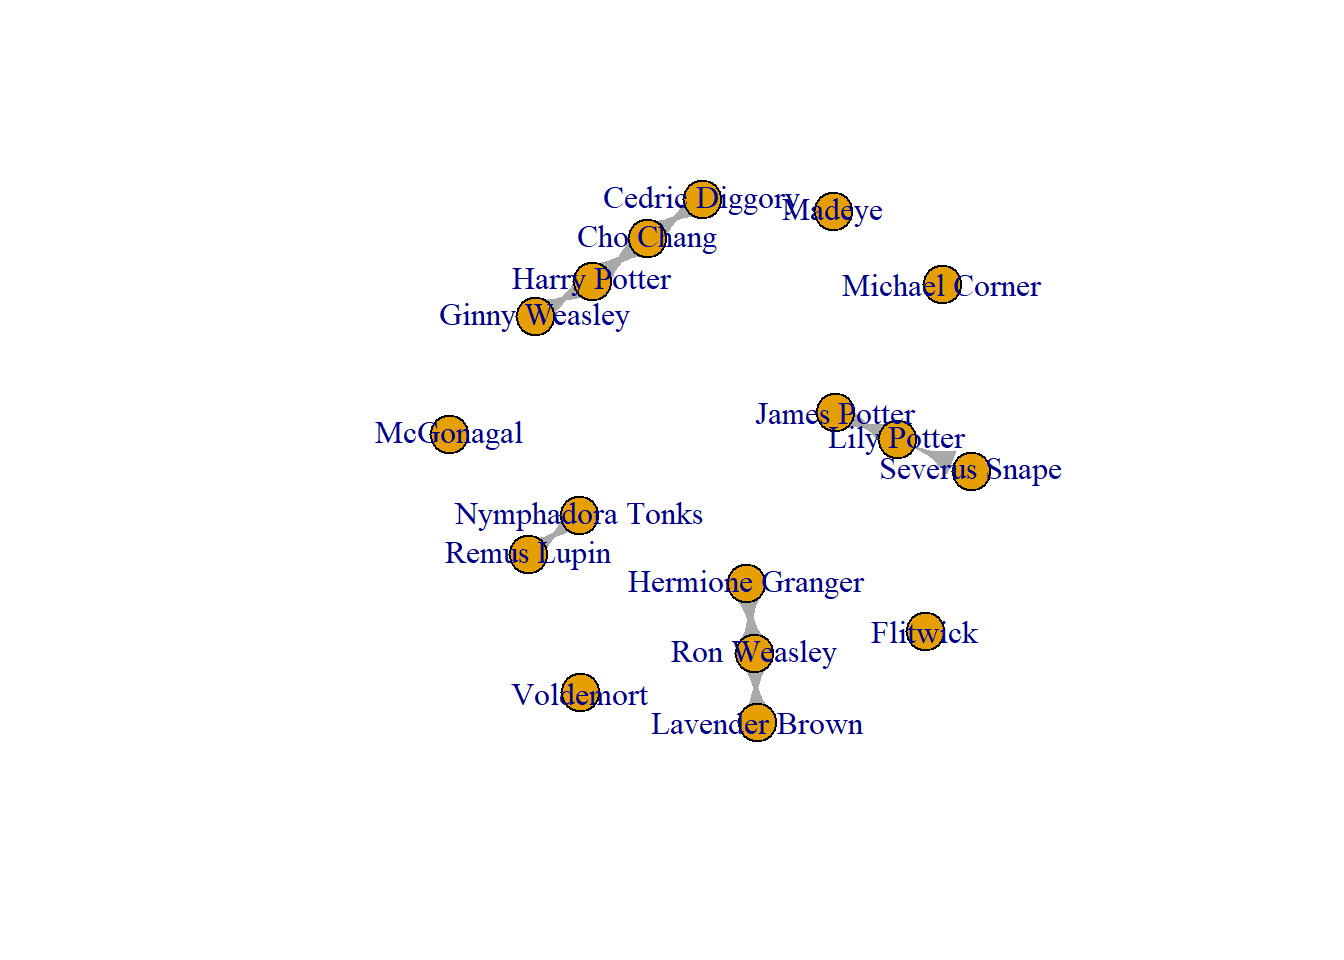 Cedric Diggory
Madeye
Cho Chang
Harry Potter
Michael Corner
Ginny Weasley
James Potter
McGonagal
Lily Potter
Severus Snape
Nymphadora Tonks
Remus Lupin
Hermione Granger
Flitwick
Ron Weasley
Voldemort
Lavender Brown